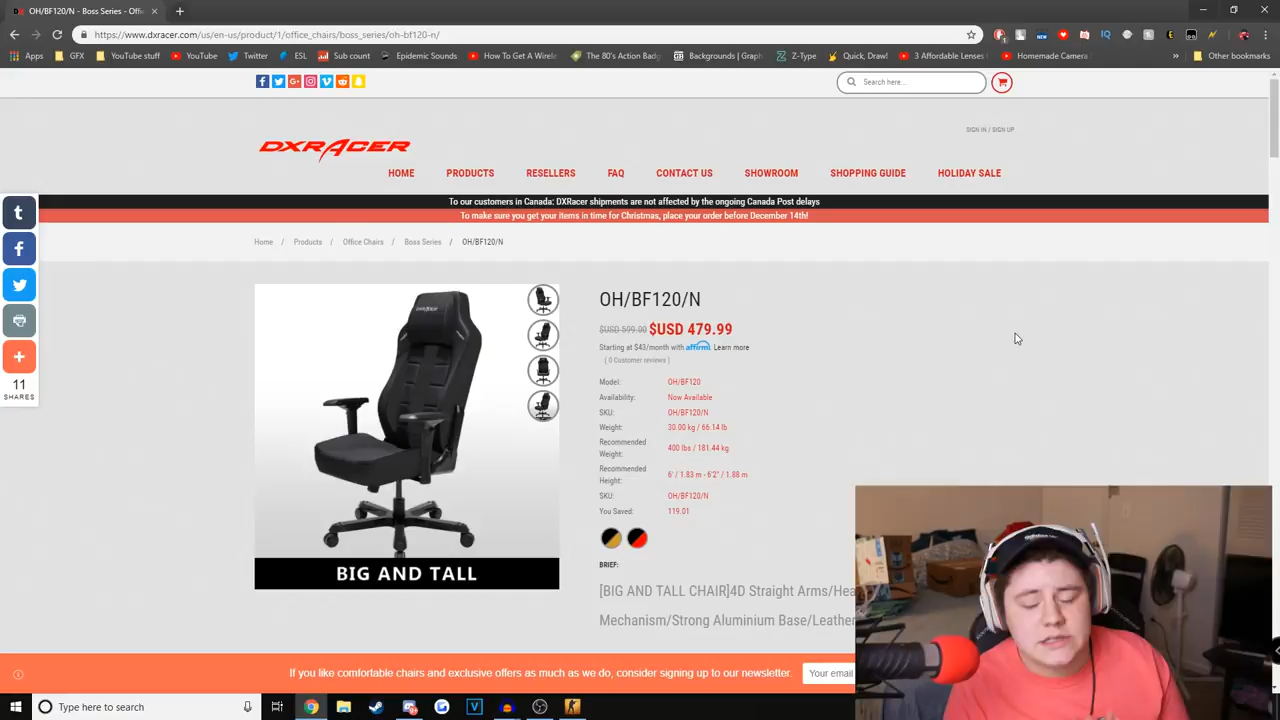 OH/BF120/N - Boss Series - Offic
https://www.dxracer.com/us/en-us/product/1/office_chairs/boss_series/oh-bf120-n/
Apps GFX YouTube stuff YouTube Twitter ESL Sub count Epidemic Sounds How To Get A Wirele The 80's Action Badg Backgrounds | Graph Z-Type Quick, Draw! 3 Affordable Lenses Homemade Camera » Other bookmarks
Search here...
SIGN IN / SIGN UP
DXRACER
HOME PRODUCTS RESELLERS FAQ CONTACT US SHOWROOM SHOPPING GUIDE HOLIDAY SALE
To our customers in Canada: DXRacer shipments are not affected by the ongoing Canada Post delays
To make sure you get your items in time for Christmas, place your order before December 14th!
Home / Products / Office Chairs / Boss Series / OH/BF120/N
11
SHARES
BIG AND TALL
OH/BF120/N
$USD 599.00 $USD 479.99
Starting at $43/month with affirm. Learn more
( 0 Customer reviews )
Model: OH/BF120
Availability: Now Available
SKU: OH/BF120/N
Weight: 30.00 kg / 66.14 lb
Recommended Weight: 400 lbs / 181.44 kg
Recommended Height: 6' / 1.83 m - 6'2" / 1.88 m
SKU: OH/BF120/N
You Saved: 119.01
BRIEF:
[BIG AND TALL CHAIR]4D Straight Arms/Hea
Mechanism/Strong Aluminium Base/Leather
If you like comfortable chairs and exclusive offers as much as we do, consider signing up to our newsletter. Your email
Type here to search